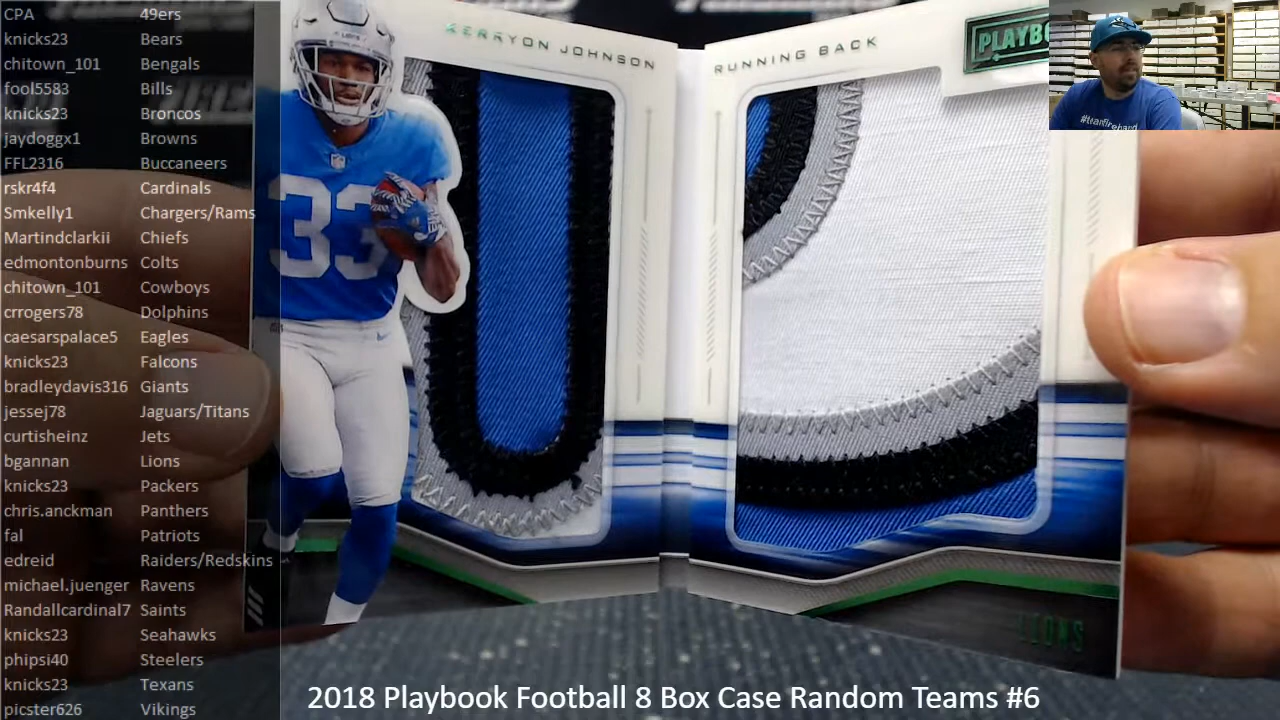 CPA 49ers
knicks23 Bears
chitown_101 Bengals
fool5583 Bills
knicks23 Broncos
jaydoggx1 Browns
FFL2316 Buccaneers
rskr4f4 Cardinals
Smkelly1 Chargers/Rams
Martindclarkii Chiefs
edmontonburns Colts
chitown_101 Cowboys
crrogers78 Dolphins
caesarspalace5 Eagles
knicks23 Falcons
bradleydavis316 Giants
jessej78 Jaguars/Titans
curtisheinz Jets
bgannan Lions
knicks23 Packers
chris.anckman Panthers
fal Patriots
edreid Raiders/Redskins
michael.juenger Ravens
Randallcardinal7 Saints
knicks23 Seahawks
phipsi40 Steelers
knicks23 Texans
picster626 Vikings
KERRYON JOHNSON
RUNNING BACK
PLAYB
33
LIONS
2018 Playbook Football 8 Box Case Random Teams #6